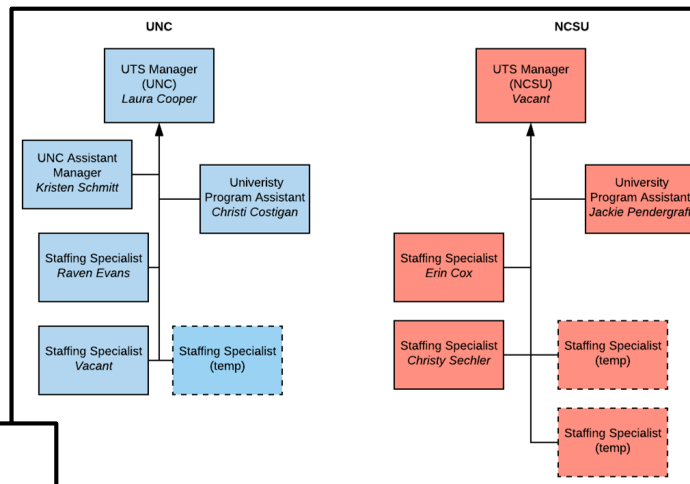 UNC
UTS Manager
(UNC)
Laura Cooper
UNC Assistant
Manager
Kristen Schmitt
Univeristy
Program Assistant
Christi Costigan
Staffing Specialist
Raven Evans
Staffing Specialist
Vacant
Staffing Specialist
(temp)
NCSU
UTS Manager
(NCSU)
Vacant
University
Program Assistant
Jackie Pendergraft
Staffing Specialist
Erin Cox
Staffing Specialist
Christy Sechler
Staffing Specialist
(temp)
Staffing Specialist
(temp)